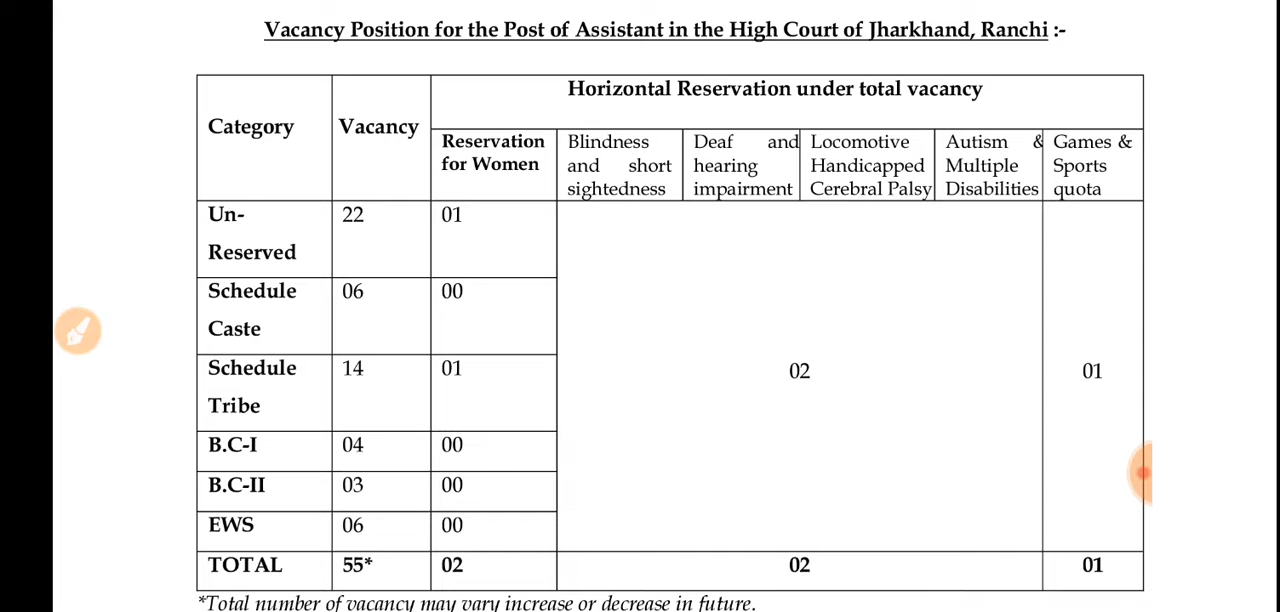 Vacancy Position for the Post of Assistant in the High Court of Jharkhand, Ranchi :-
Category
Vacancy
Horizontal Reservation under total vacancy
Reservation
for Women
Blindness
and short
sightedness
Deaf and
hearing
impairment
Locomotive
Handicapped
Cerebral Palsy
Autism &
Multiple
Disabilities
Games &
Sports
quota
Un-
Reserved
22
01
Schedule
Caste
06
00
Schedule
Tribe
14
01
02
01
B.C-I
04
00
B.C-II
03
00
EWS
06
00
TOTAL
55*
02
02
01
*Total number of vacancy may vary increase or decrease in future.